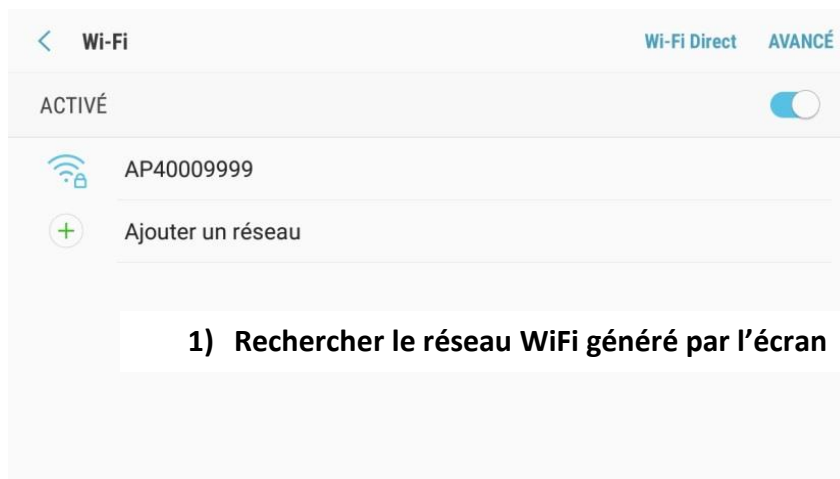 Wi-Fi Wi-Fi Direct AVANCÉ
ACTIVÉ
AP40009999
Ajouter un réseau
1) Rechercher le réseau WiFi généré par l’écran